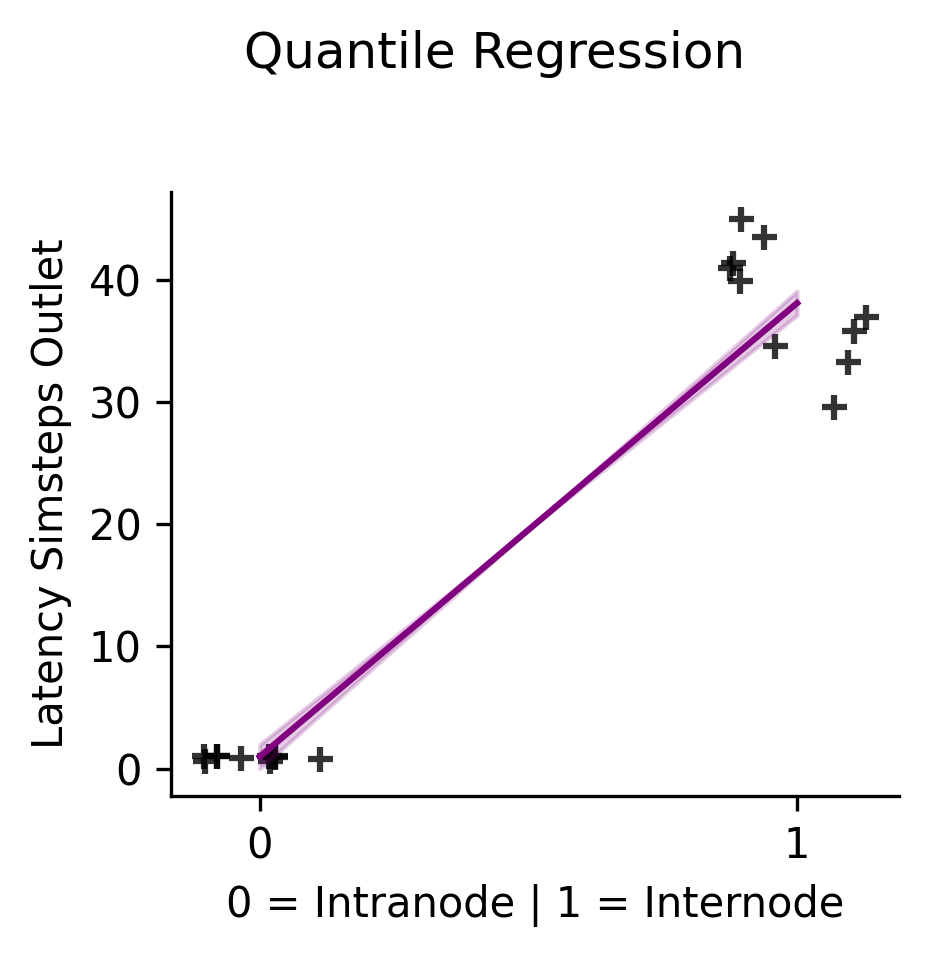 Quantile Regression
Latency Simsteps Outlet
40
30
20
10
0
0 1
0 = Intranode | 1 = Internode